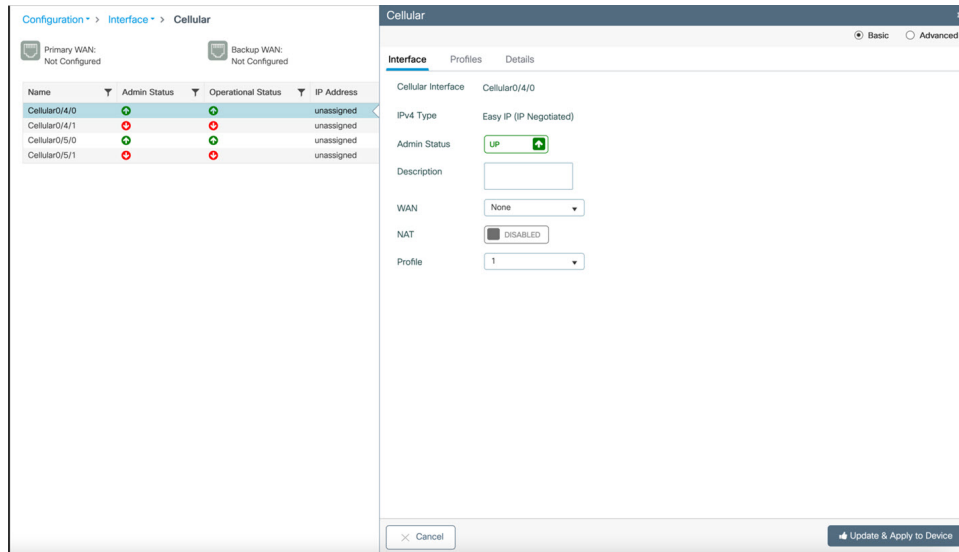 Configuration > Interface > Cellular
Primary WAN:
Not Configured
Backup WAN:
Not Configured
Name Admin Status Operational Status IP Address
Cellular0/4/0 unassigned
Cellular0/4/1 unassigned
Cellular0/5/0 unassigned
Cellular0/5/1 unassigned
Cellular
Basic Advanced
Interface Profiles Details
Cellular Interface Cellular0/4/0
IPv4 Type Easy IP (IP Negotiated)
Admin Status UP
Description
WAN None
NAT DISABLED
Profile 1
Cancel Update & Apply to Device